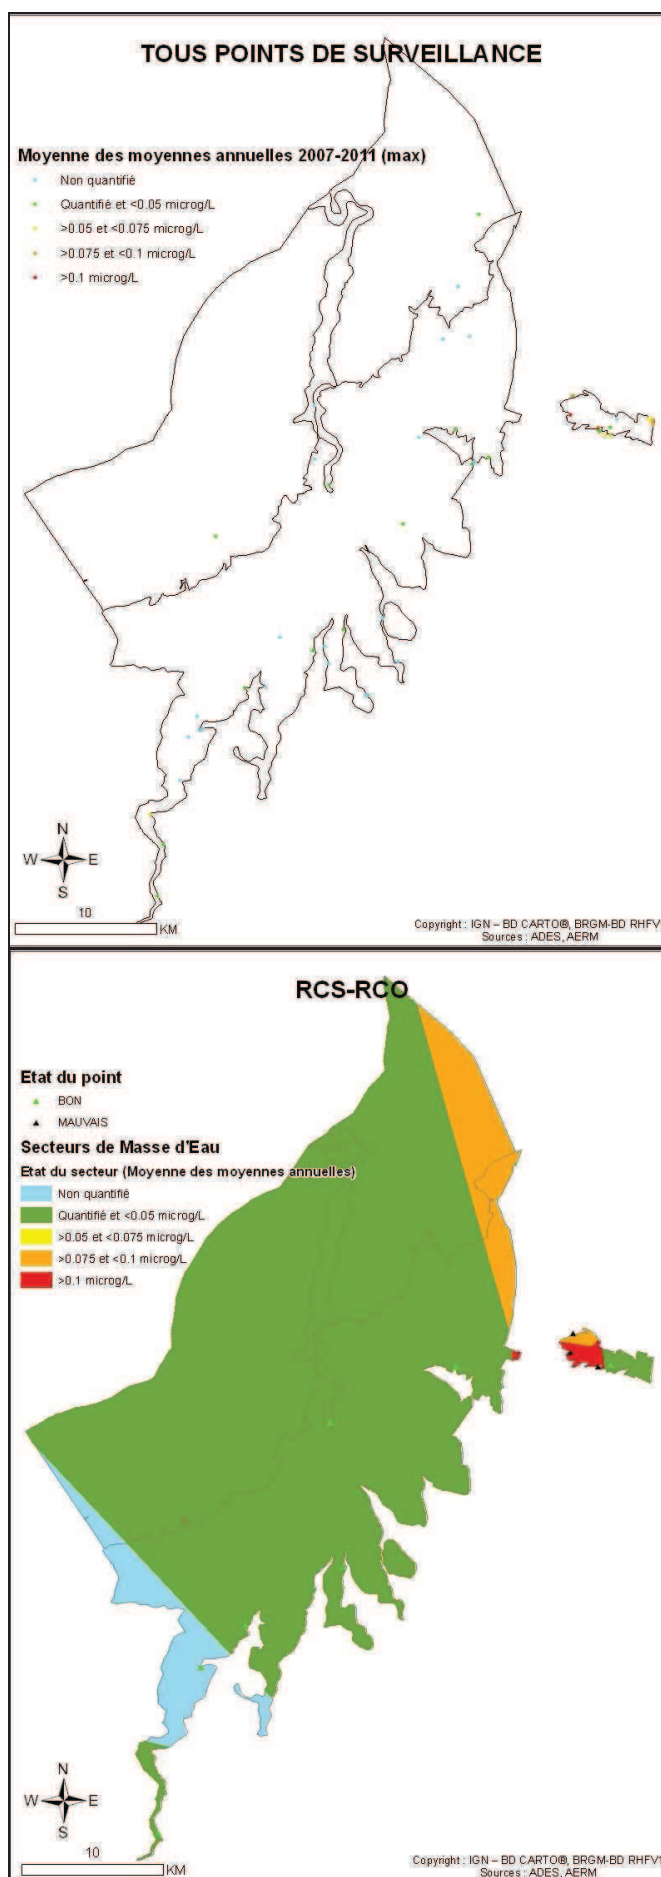 TOUS POINTS DE SURVEILLANCE
Moyenne des moyennes annuelles 2007-2011 (max)
Non quantifié
Quantifié et <0.05 microg/L
>0.05 et <0.075 microg/L
>0.075 et <0.1 microg/L
>0.1 microg/L
N
W E
S
10
KM
Copyright : IGN – BD CARTO®, BRGM-BD RHFV1
Sources : ADES, AERM
RCS-RCO
Etat du point
BON
MAUVAIS
Secteurs de Masse d'Eau
Etat du secteur (Moyenne des moyennes annuelles)
Non quantifié
Quantifié et <0.05 microg/L
>0.05 et <0.075 microg/L
>0.075 et <0.1 microg/L
>0.1 microg/L
N
W E
S
10
KM
Copyright : IGN – BD CARTO®, BRGM-BD RHFV1
Sources : ADES, AERM